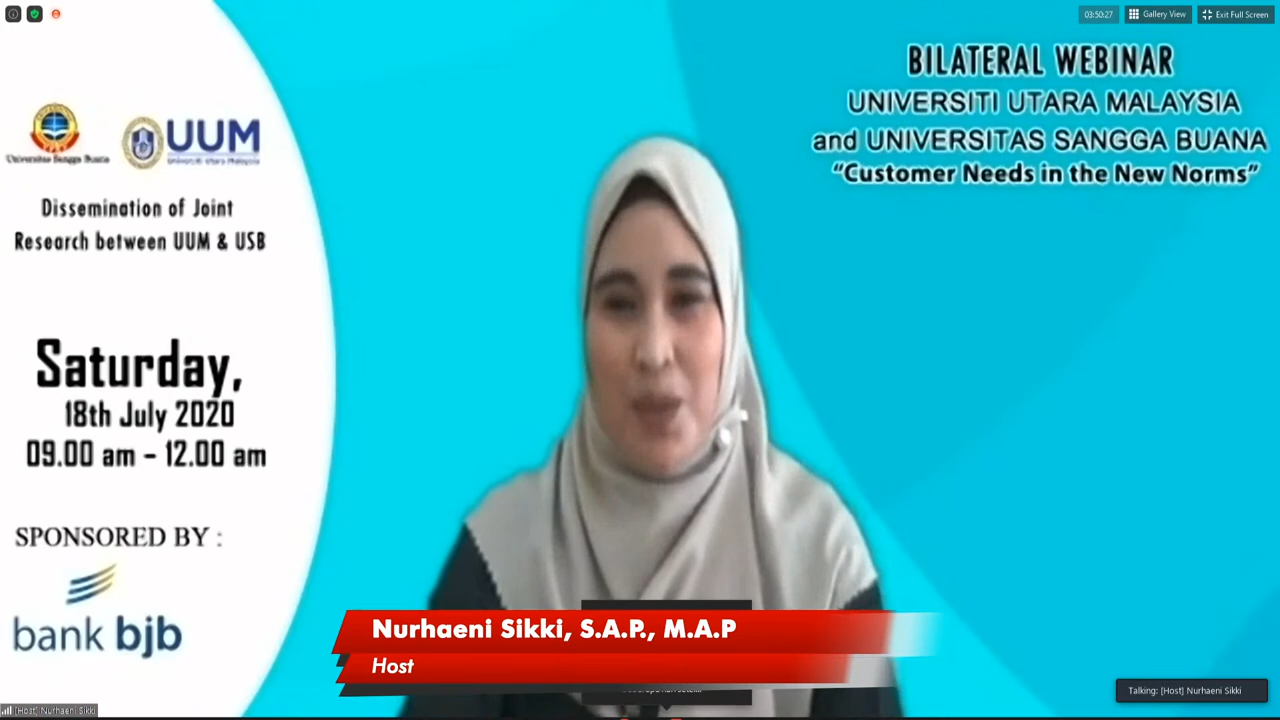 03:50:27
Gallery View
Exit Full Screen
BILATERAL WEBINAR
UNIVERSITI UTARA MALAYSIA
and UNIVERSITAS SANGGA BUANA
“Customer Needs in the New Norms”
Universitas Sangga Buana
UUM
Universiti Utara Malaysia
Dissemination of Joint
Research between UUM & USB
Saturday,
18th July 2020
09.00 am – 12.00 am
SPONSORED BY :
bank bjb
Nurhaeni Sikki, S.A.P., M.A.P
Host
Talking: [Host] Nurhaeni Sikki
[Host] Nurhaeni Sikki